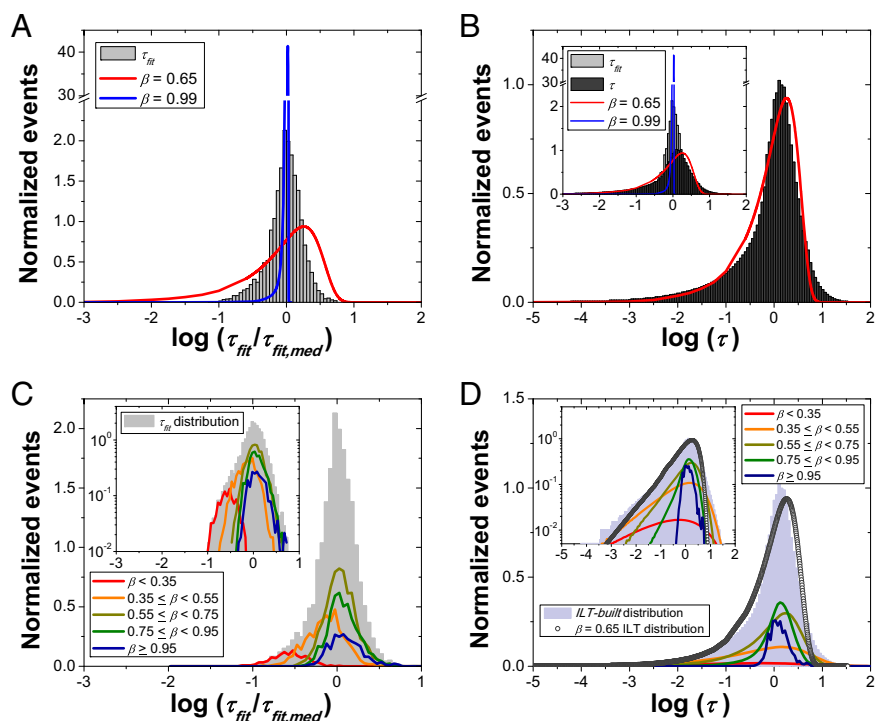 A
τfit
β = 0.65
β = 0.99
Normalized events
40
30
2.0
1.5
1.0
0.5
0.0
-3 -2 -1 0 1 2
log (τfit/τfit,med)
B
τfit
τ
β = 0.65
β = 0.99
40
30
2
1
0
-3 -2 -1 0 1 2
Normalized events
1.0
0.5
0.0
-5 -4 -3 -2 -1 0 1 2
log (τ)
C
τfit distribution
10⁰
10⁻¹
10⁻²
-3 -2 -1 0 1
β < 0.35
0.35 ≤ β < 0.55
0.55 ≤ β < 0.75
0.75 ≤ β < 0.95
β ≥ 0.95
Normalized events
2.0
1.5
1.0
0.5
0.0
-3 -2 -1 0 1
log (τfit/τfit,med)
D
10⁰
10⁻¹
10⁻²
-5 -4 -3 -2 -1 0 1 2
β < 0.35
0.35 ≤ β < 0.55
0.55 ≤ β < 0.75
0.75 ≤ β < 0.95
β ≥ 0.95
ILT-built distribution
β = 0.65 ILT distribution
Normalized events
1.5
1.0
0.5
0.0
-5 -4 -3 -2 -1 0 1 2
log (τ)